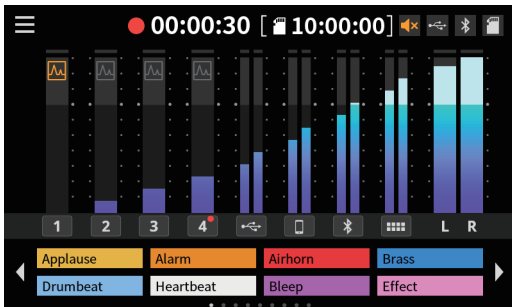 00:00:30 [ 10:00:00]
1 2 3 4 L R
Applause Alarm Airhorn Brass
Drumbeat Heartbeat Bleep Effect